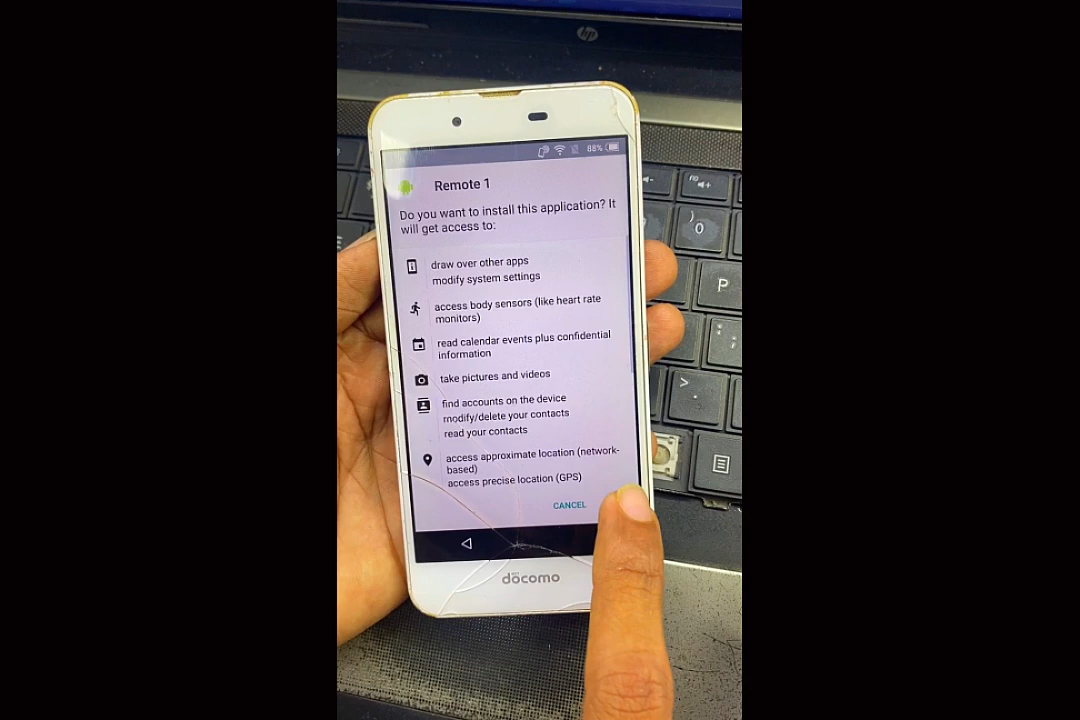 hp
88%
Remote 1
Do you want to install this application? It
will get access to:
draw over other apps
modify system settings
access body sensors (like heart rate
monitors)
read calendar events plus confidential
information
take pictures and videos
find accounts on the device
modify/delete your contacts
read your contacts
access approximate location (network-
based)
access precise location (GPS)
CANCEL
docomo
f10
)
0
P
:
;
>
.